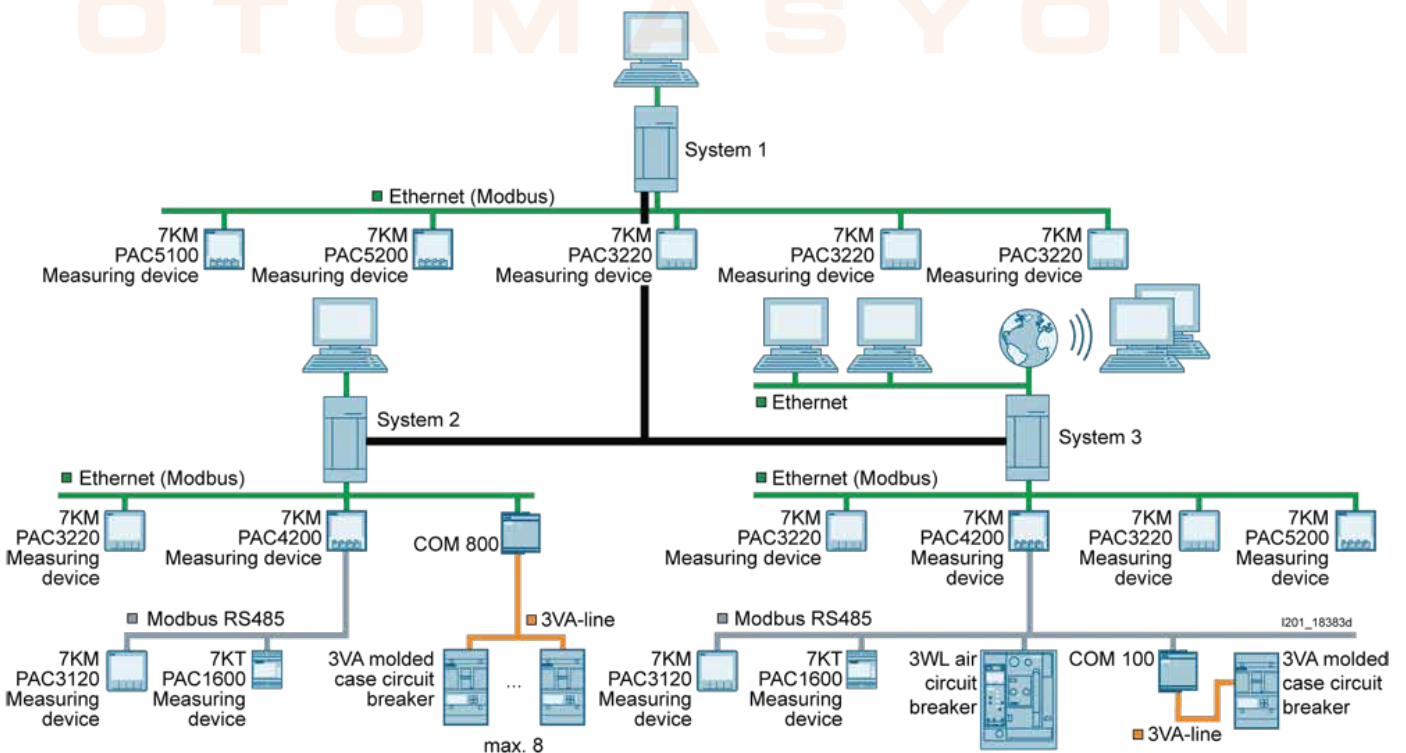 OTOMASYON
System 1
Ethernet (Modbus)
7KM
PAC5100
Measuring device
7KM
PAC5200
Measuring device
7KM
PAC3220
Measuring device
7KM
PAC3220
Measuring device
7KM
PAC3220
Measuring device
Ethernet
System 2
System 3
Ethernet (Modbus)
7KM
PAC3220
Measuring
device
7KM
PAC4200
Measuring device
COM 800
Modbus RS485
7KM
PAC3120
Measuring
device
7KT
PAC1600
Measuring
device
3VA-line
3VA molded
case circuit
breaker
...
max. 8
Ethernet (Modbus)
7KM
PAC3220
Measuring device
7KM
PAC4200
Measuring
device
7KM
PAC3220
Measuring
device
7KM
PAC5200
Measuring
device
Modbus RS485
I201_18383d
7KM
PAC3120
Measuring
device
7KT
PAC1600
Measuring
device
3WL air
circuit
breaker
COM 100
3VA molded
case circuit
breaker
3VA-line